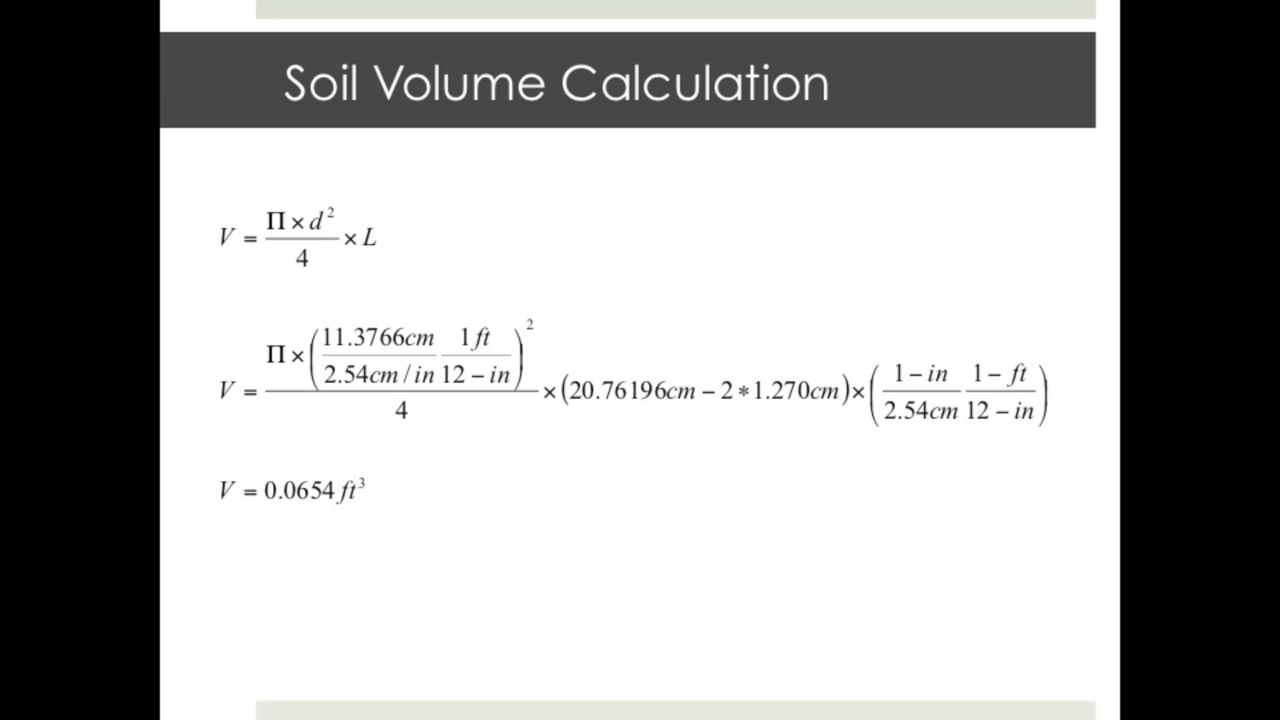 Soil Volume Calculation
V = Π × d² / 4 × L
V = Π × (11.3766cm / 2.54cm / in 1 ft / 12 – in)² / 4 × (20.76196cm – 2 * 1.270cm) × (1 – in / 2.54cm 1 – ft / 12 – in)
V = 0.0654 ft³